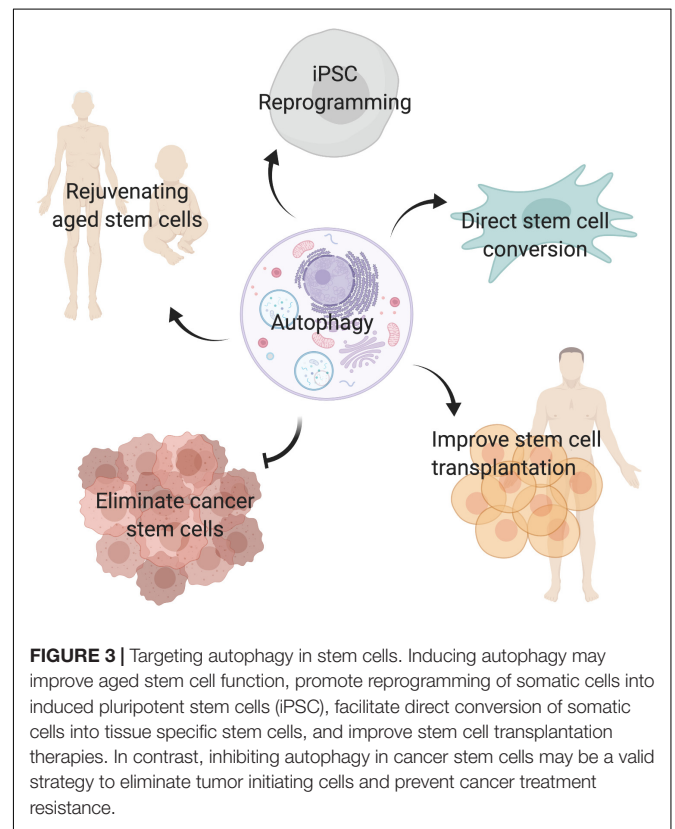 iPSC
Reprogramming
Rejuvenating
aged stem cells
Direct stem cell
conversion
Autophagy
Improve stem cell
transplantation
Eliminate cancer
stem cells
FIGURE 3 | Targeting autophagy in stem cells. Inducing autophagy may
improve aged stem cell function, promote reprogramming of somatic cells into
induced pluripotent stem cells (iPSC), facilitate direct conversion of somatic
cells into tissue specific stem cells, and improve stem cell transplantation
therapies. In contrast, inhibiting autophagy in cancer stem cells may be a valid
strategy to eliminate tumor initiating cells and prevent cancer treatment
resistance.